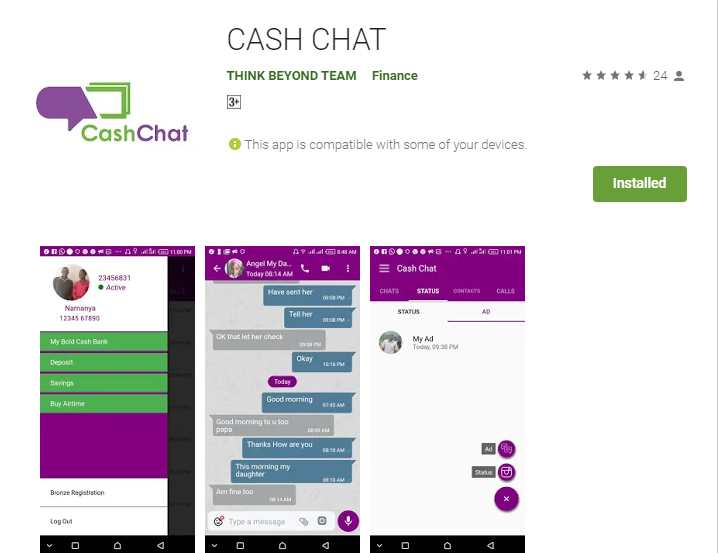 CASH CHAT
THINK BEYOND TEAM Finance
24
3+
This app is compatible with some of your devices.
Installed
CashChat
11:00 PM
23456831
Active
Namanya
12345 67890
My Bold Cash Bank
Deposit
Savings
Buy Airtime
Bronze Registration
Log Out
8:48 AM
Angel My Da...
Today 08:14 AM
Have sent her
09:08 PM
Tell her
09:08 PM
OK that let her check
09:08 PM
Okay
10:16 PM
Today
Good morning
07:43 AM
Good morning to u too
papa
08:09 AM
Thanks How are you
08:10 AM
This morning my
daughter
08:10 AM
Am fine too
08:14 AM
Type a message
11:01 PM
Cash Chat
CHATS STATUS CONTACTS CALLS
STATUS AD
My Ad
Today, 09:38 PM
Ad
Status